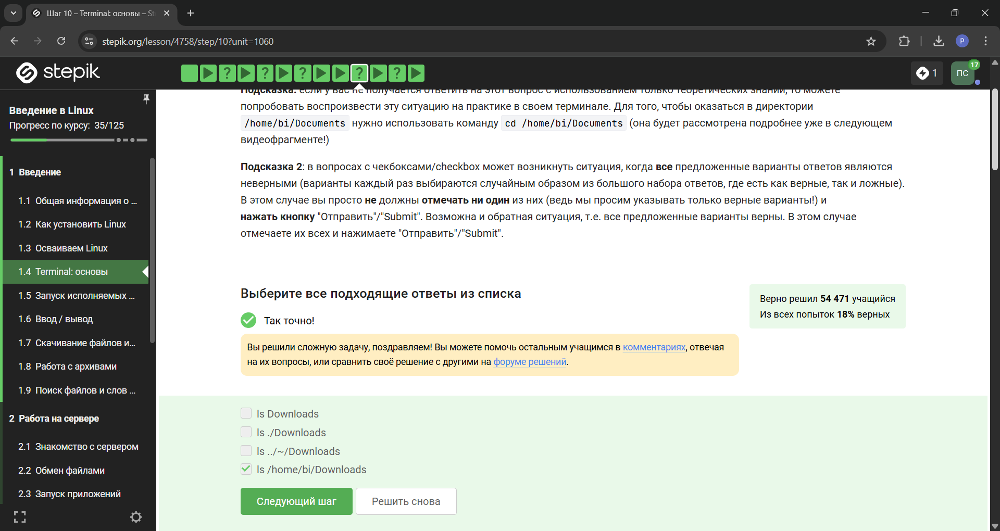 Шаг 10 – Terminal: основы – St
stepik.org/lesson/4758/step/10?unit=1060
P
stepik
? ? ? ? ?
1
ПС
17
Введение в Linux
Прогресс по курсу: 35/125
1 Введение
1.1 Общая информация о ...
1.2 Как установить Linux
1.3 Осваиваем Linux
1.4 Terminal: основы
1.5 Запуск исполняемых ...
1.6 Ввод / вывод
1.7 Скачивание файлов и...
1.8 Работа с архивами
1.9 Поиск файлов и слов ...
2 Работа на сервере
2.1 Знакомство с сервером
2.2 Обмен файлами
2.3 Запуск приложений
Подсказка: если у вас не получается ответить на этот вопрос с использованием только теоретических знаний, то можете
попробовать воспроизвести эту ситуацию на практике в своем терминале. Для того, чтобы оказаться в директории
/home/bi/Documents нужно использовать команду cd /home/bi/Documents (она будет рассмотрена подробнее уже в следующем
видеофрагменте!)
Подсказка 2: в вопросах с чекбоксами/checkbox может возникнуть ситуация, когда все предложенные варианты ответов являются
неверными (варианты каждый раз выбираются случайным образом из большого набора ответов, где есть как верные, так и ложные).
В этом случае вы просто не должны отмечать ни один из них (ведь мы просим указывать только верные варианты!) и
нажать кнопку "Отправить"/"Submit". Возможна и обратная ситуация, т.е. все предложенные варианты верны. В этом случае
отмечаете их всех и нажимаете "Отправить"/"Submit".
Выберите все подходящие ответы из списка
Верно решил 54 471 учащийся
Из всех попыток 18% верных
Так точно!
Вы решили сложную задачу, поздравляем! Вы можете помочь остальным учащимся в комментариях, отвечая
на их вопросы, или сравнить своё решение с другими на форуме решений.
ls Downloads
ls ./Downloads
ls ../~/Downloads
ls /home/bi/Downloads
Следующий шаг
Решить снова